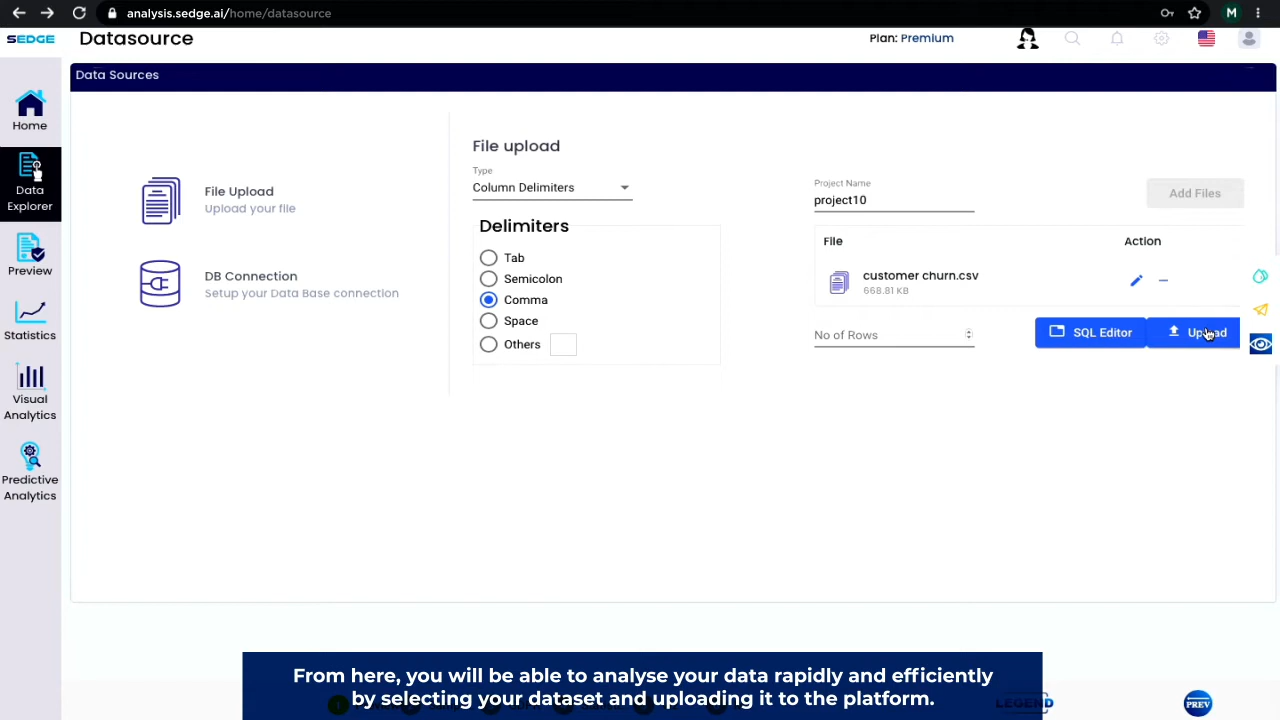 analysis.sedge.ai/home/datasource
M
SEDGE
Datasource
Plan: Premium
Data Sources
Home
Data
Explorer
Preview
Statistics
Visual
Analytics
Predictive
Analytics
File Upload
Upload your file
DB Connection
Setup your Data Base connection
File upload
Type
Column Delimiters
Delimiters
Tab
Semicolon
Comma
Space
Others
Project Name
project10
Add Files
File
Action
customer churn.csv
668.81 KB
No of Rows
SQL Editor
Upload
From here, you will be able to analyse your data rapidly and efficiently
by selecting your dataset and uploading it to the platform.
LEGEND
PREV